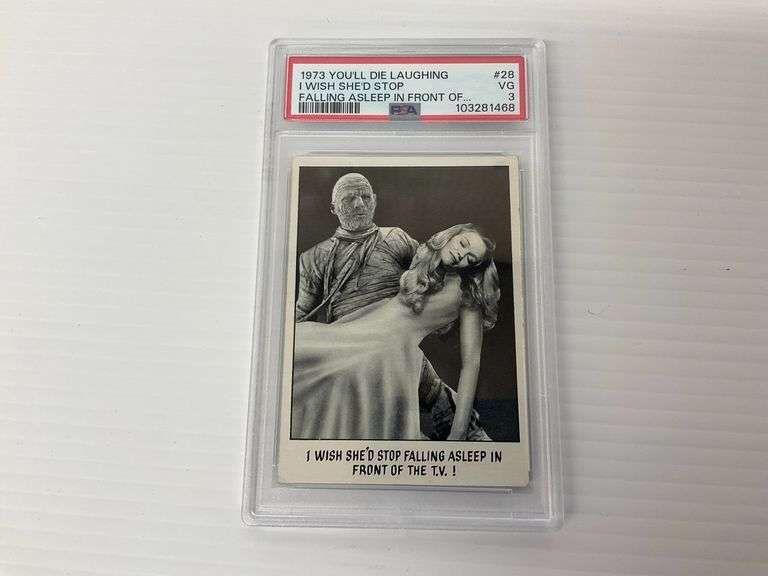 1973 YOU'LL DIE LAUGHING #28
I WISH SHE'D STOP VG
FALLING ASLEEP IN FRONT OF... 3
PSA 103281468
I WISH SHE'D STOP FALLING ASLEEP IN
FRONT OF THE T.V. !